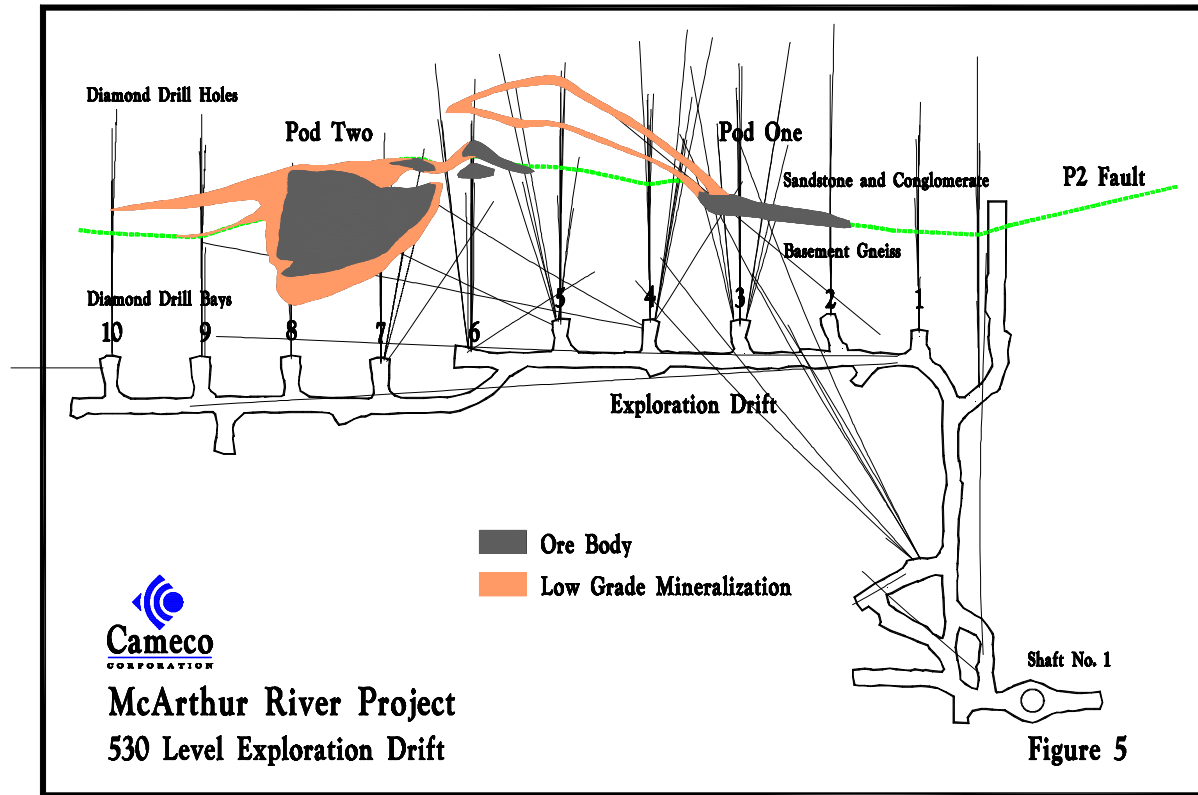 Diamond Drill Holes
Pod Two
Pod One
Sandstone and Conglomerate
P2 Fault
Basement Gneiss
Diamond Drill Bays
10 9 8 7 6 5 4 3 2 1
Exploration Drift
Ore Body
Low Grade Mineralization
Cameco
CORPORATION
Shaft No. 1
McArthur River Project
530 Level Exploration Drift
Figure 5